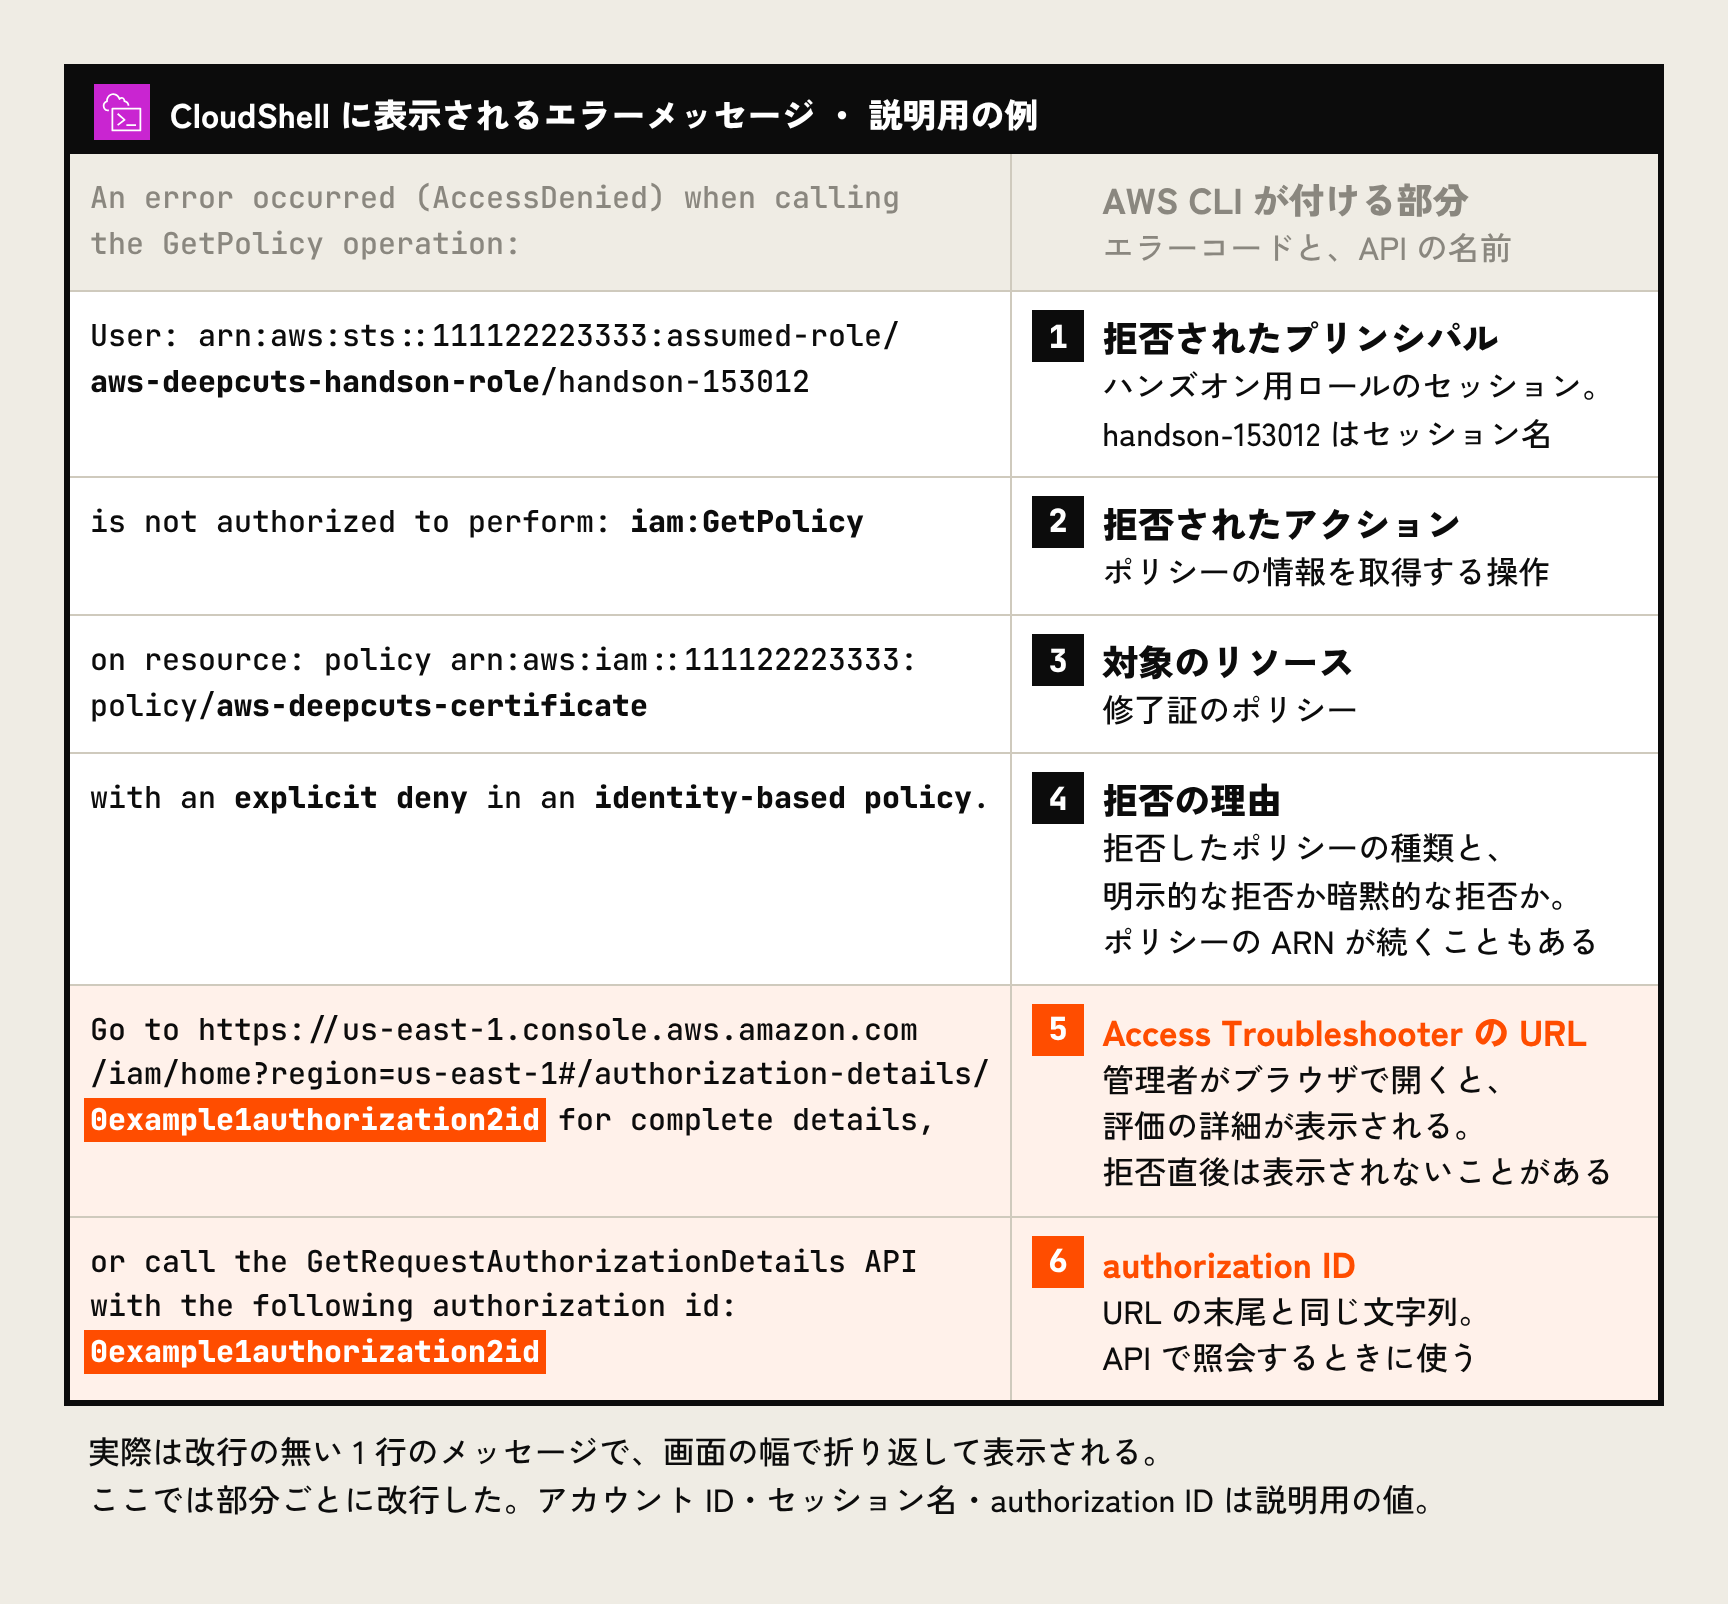 CloudShell に表示されるエラーメッセージ ・ 説明用の例
An error occurred (AccessDenied) when calling
the GetPolicy operation:
AWS CLI が付ける部分
エラーコードと、API の名前
User: arn:aws:sts::111122223333:assumed-role/
aws-deepcuts-handson-role/handson-153012
1 拒否されたプリンシパル
ハンズオン用ロールのセッション。
handson-153012 はセッション名
is not authorized to perform: iam:GetPolicy
2 拒否されたアクション
ポリシーの情報を取得する操作
on resource: policy arn:aws:iam::111122223333:
policy/aws-deepcuts-certificate
3 対象のリソース
修了証のポリシー
with an explicit deny in an identity-based policy.
4 拒否の理由
拒否したポリシーの種類と、
明示的な拒否か暗黙的な拒否か。
ポリシーの ARN が続くこともある
Go to https://us-east-1.console.aws.amazon.com
/iam/home?region=us-east-1#/authorization-details/
0example1authorization2id for complete details,
5 Access Troubleshooter の URL
管理者がブラウザで開くと、
評価の詳細が表示される。
拒否直後は表示されないことがある
or call the GetRequestAuthorizationDetails API
with the following authorization id:
0example1authorization2id
6 authorization ID
URL の末尾と同じ文字列。
API で照会するときに使う
実際は改行の無い 1 行のメッセージで、画面の幅で折り返して表示される。
ここでは部分ごとに改行した。アカウント ID・セッション名・authorization ID は説明用の値。